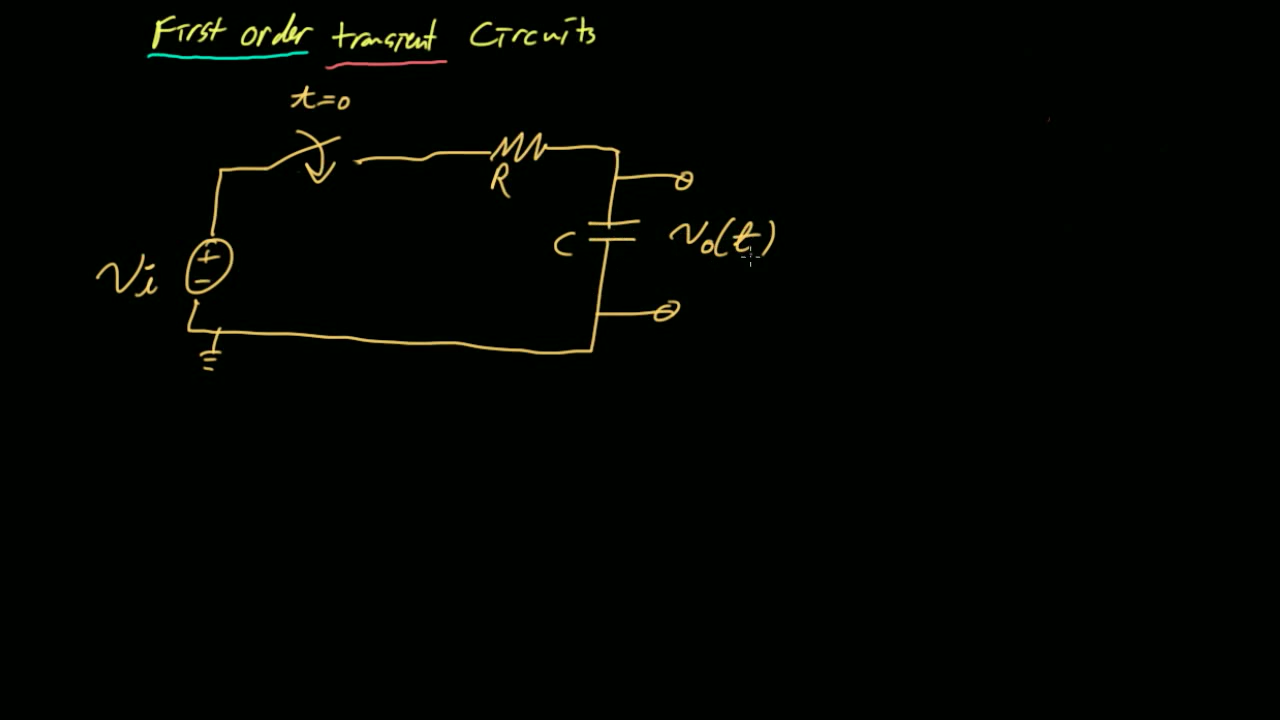 First order transient Circuits
t=0
R
C
Vo(t)
Vi
+
-